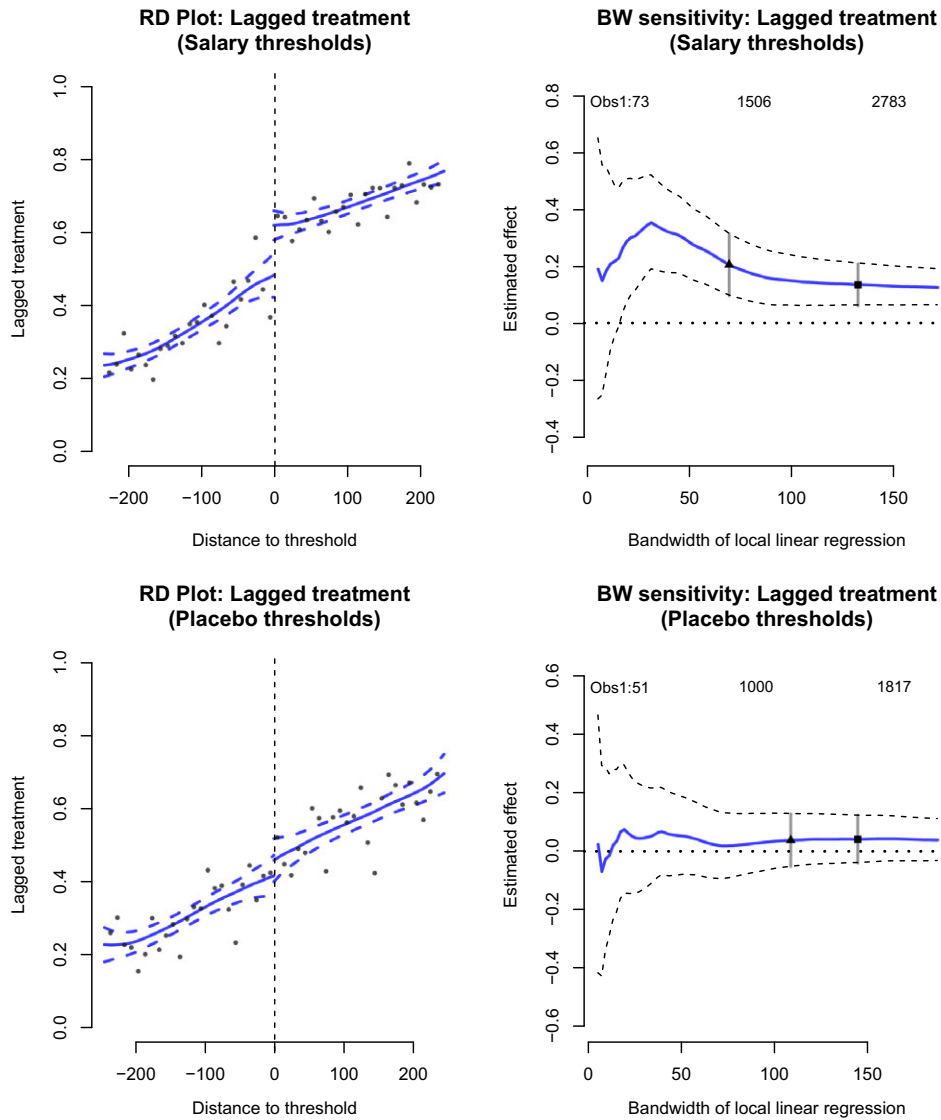 RD Plot: Lagged treatment
(Salary thresholds)
Lagged treatment
1.0
0.8
0.6
0.4
0.2
0.0
−200 −100 0 100 200
Distance to threshold
BW sensitivity: Lagged treatment
(Salary thresholds)
Obs1:73 1506 2783
Estimated effect
0.8
0.6
0.4
0.2
0.0
−0.2
−0.4
0 50 100 150
Bandwidth of local linear regression
RD Plot: Lagged treatment
(Placebo thresholds)
Lagged treatment
1.0
0.8
0.6
0.4
0.2
0.0
−200 −100 0 100 200
Distance to threshold
BW sensitivity: Lagged treatment
(Placebo thresholds)
Obs1:51 1000 1817
Estimated effect
0.6
0.4
0.2
0.0
−0.2
−0.4
−0.6
0 50 100 150
Bandwidth of local linear regression